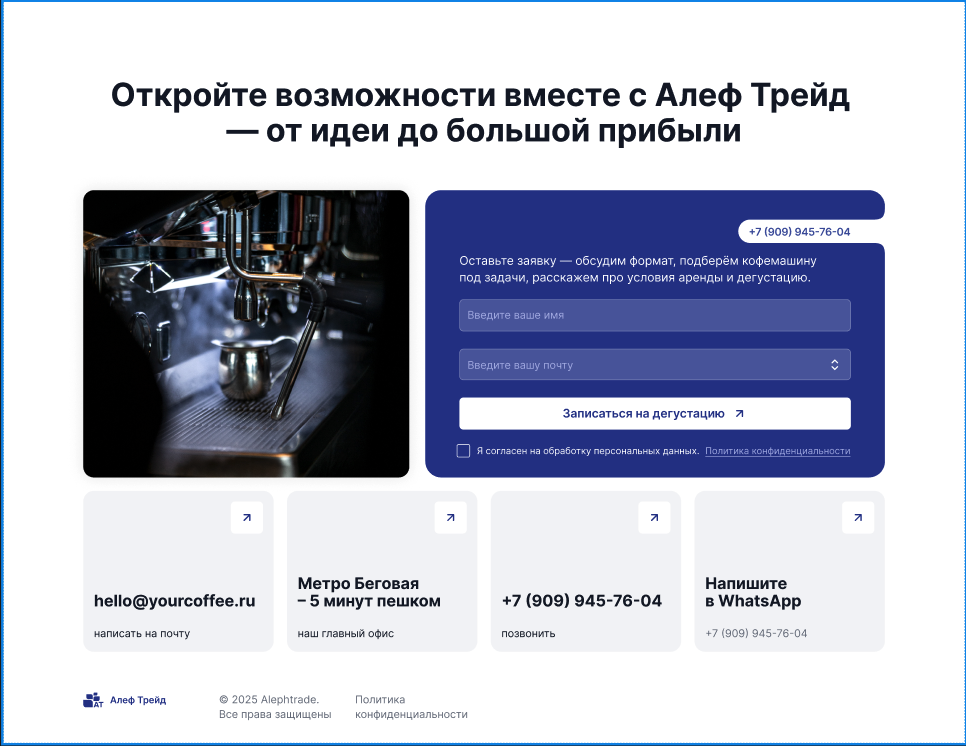 Откройте возможности вместе с Алеф Трейд
— от идеи до большой прибыли
+7 (909) 945-76-04
Оставьте заявку — обсудим формат, подберём кофемашину
под задачи, расскажем про условия аренды и дегустацию.
Введите ваше имя
Введите вашу почту
Записаться на дегустацию
Я согласен на обработку персональных данных. Политика конфиденциальности
hello@yourcoffee.ru
написать на почту
Метро Беговая
– 5 минут пешком
наш главный офис
+7 (909) 945-76-04
позвонить
Напишите
в WhatsApp
+7 (909) 945-76-04
АТ
Алеф Трейд
© 2025 Alephtrade.
Все права защищены
Политика
конфиденциальности